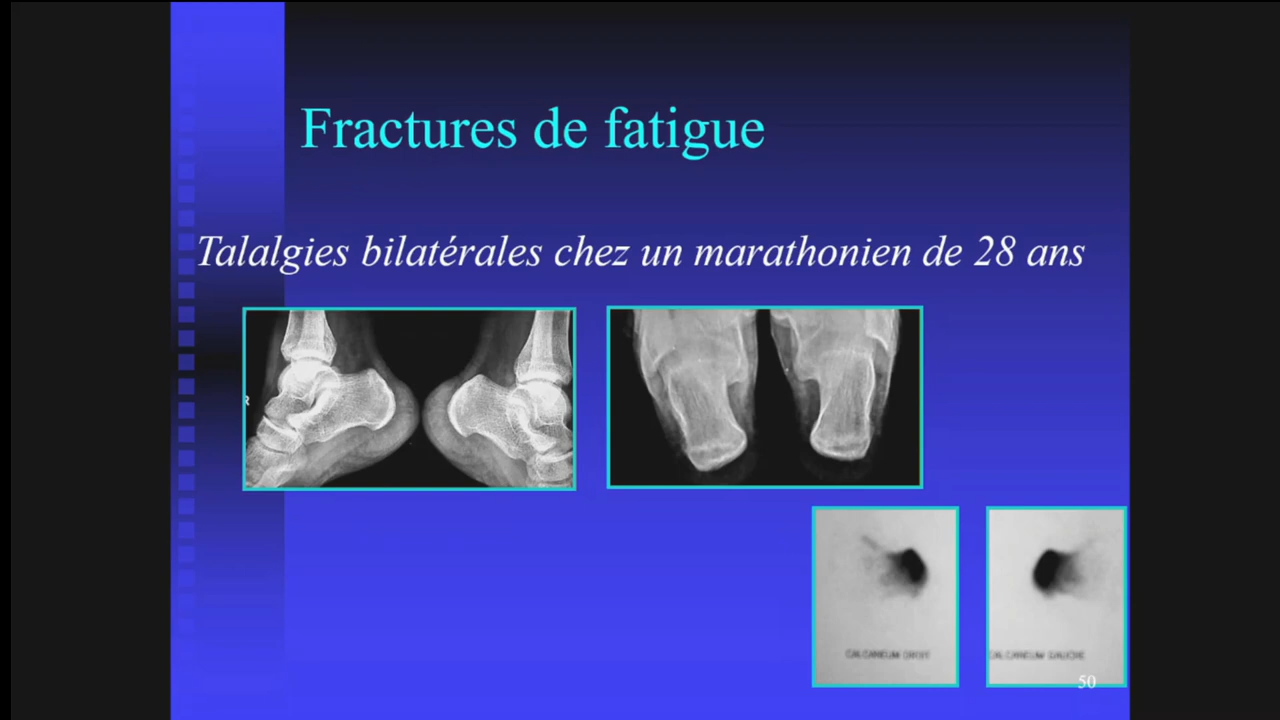 Fractures de fatigue
Talalgies bilatérales chez un marathonien de 28 ans
R
CALCANEUM DROIT
CALCANEUM GAUCHE
50